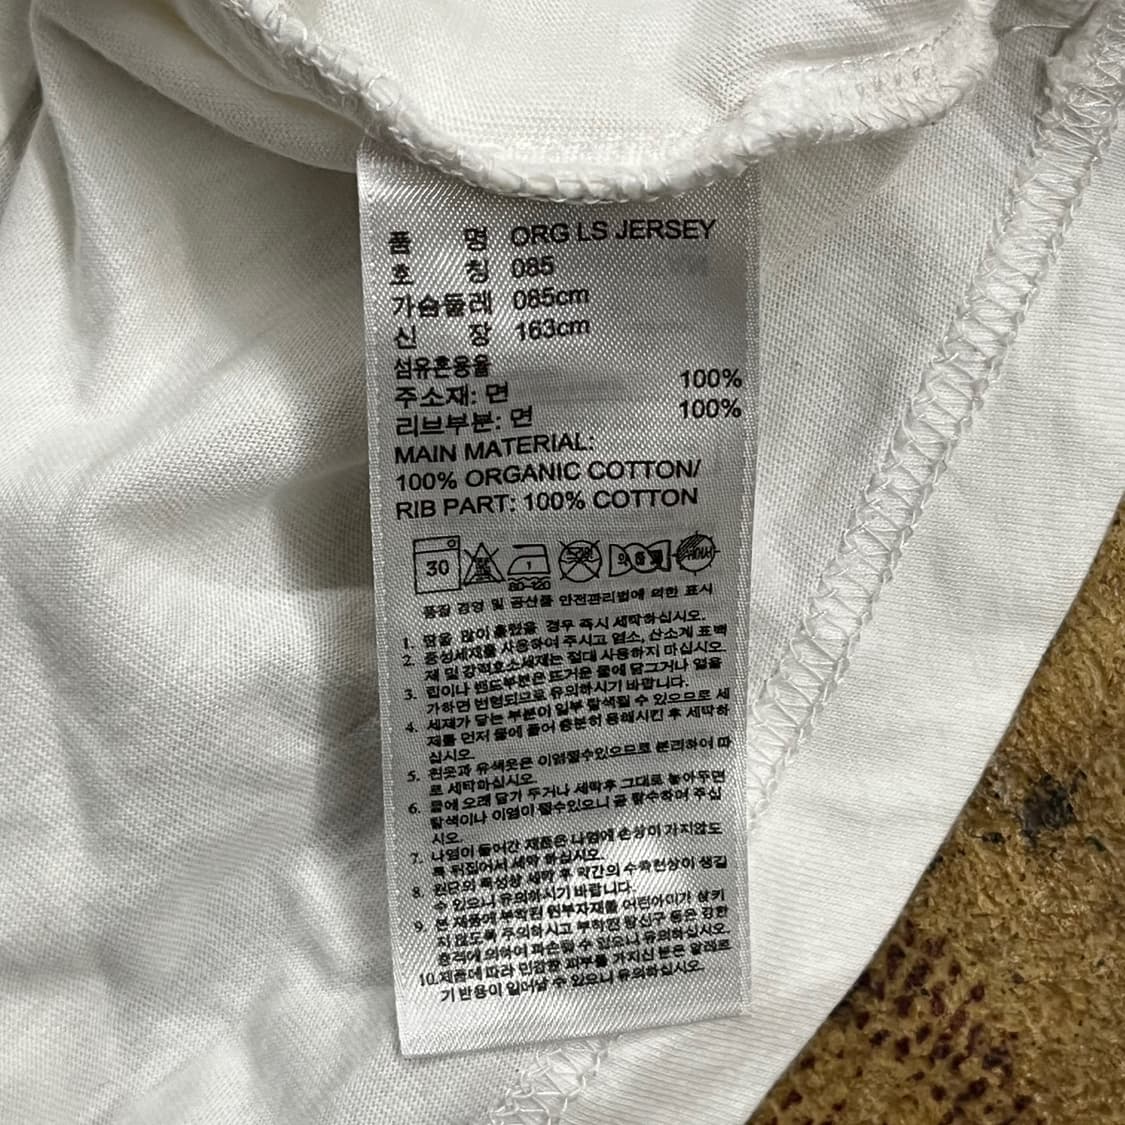 품 명 ORG LS JERSEY
호 칭 085
가슴둘레 085cm
신 장 163cm
섬유혼용율
주소재: 면 100%
리브부분: 면 100%
MAIN MATERIAL:
100% ORGANIC COTTON/
RIB PART: 100% COTTON
30 1 80-120
품질 경영 및 공산품 안전관리법에 의한 표시
1. 땀을 많이 흘렸을 경우 즉시 세탁하십시오.
2. 중성세제를 사용하여 주시고 염소, 산소계 표백
제 및 강력효소세제는 절대 사용하지 마십시오.
3. 립이나 밴드부분은 뜨거운 물에 담그거나 열을
가하면 변형되므로 유의하시기 바랍니다.
4. 세제가 닿는 부분이 일부 탈색될 수 있으므로 세
제를 먼저 물에 풀어 충분히 용해시킨 후 세탁하
십시오.
5. 흰옷과 유색옷은 이염될수있으므로 분리하여 따
로 세탁하십시오.
6. 물에 오래 담가 두거나 세탁후 그대로 놓아두면
탈색이나 이염이 될수있으니 곧 탈수하여 주십
시오.
7. 나염이 들어간 제품은 나염에 손상이 가지않도
록 뒤집어서 세탁 하십시오.
8. 원단의 특성상 세탁 후 약간의 수축현상이 생길
수 있으니 유의하시기 바랍니다.
9. 본 제품에 부착된 원부자재를 어린아이가 삼키
지 않도록 주의하시고 부착된 장신구 등은 강한
충격에 의하여 파손될 수 있으니 유의하십시오.
10.제품에 따라 민감한 피부를 가지신 분은 알레르
기 반응이 일어날 수 있으니 유의하십시오.